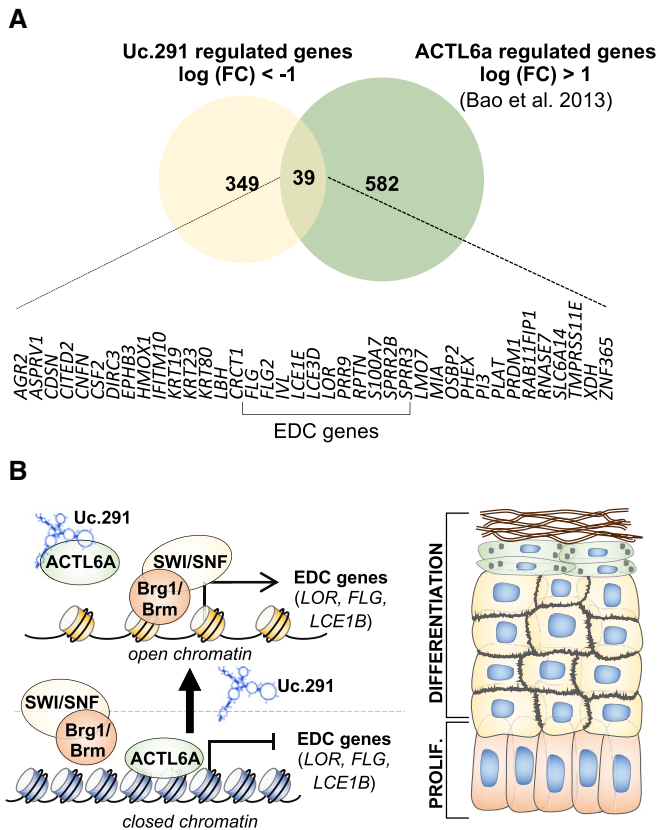 A
Uc.291 regulated genes
log (FC) < -1
ACTL6a regulated genes
log (FC) > 1
(Bao et al. 2013)
349
39
582
AGR2
ASPRV1
CDSN
CITED2
CNFN
CSF2
DIRC3
EPHB3
HMOX1
IFITM10
KRT19
KRT23
KRT80
LBH
CRCT1
FLG
FLG2
IVL
LCE1E
LCE3D
LOR
PRR9
RPTN
S100A7
SPRR2B
SPRR3
LMO7
MIA
OSBP2
PHEX
PI3
PLAT
PRDM1
RAB11FIP1
RNASE7
SLC6A14
TMPRSS11E
XDH
ZNF365
EDC genes
B
Uc.291
ACTL6A
SWI/SNF
Brg1/
Brm
EDC genes
(LOR, FLG,
LCE1B)
open chromatin
Uc.291
SWI/SNF
Brg1/
Brm
ACTL6A
EDC genes
(LOR, FLG,
LCE1B)
closed chromatin
DIFFERENTIATION
PROLIF.